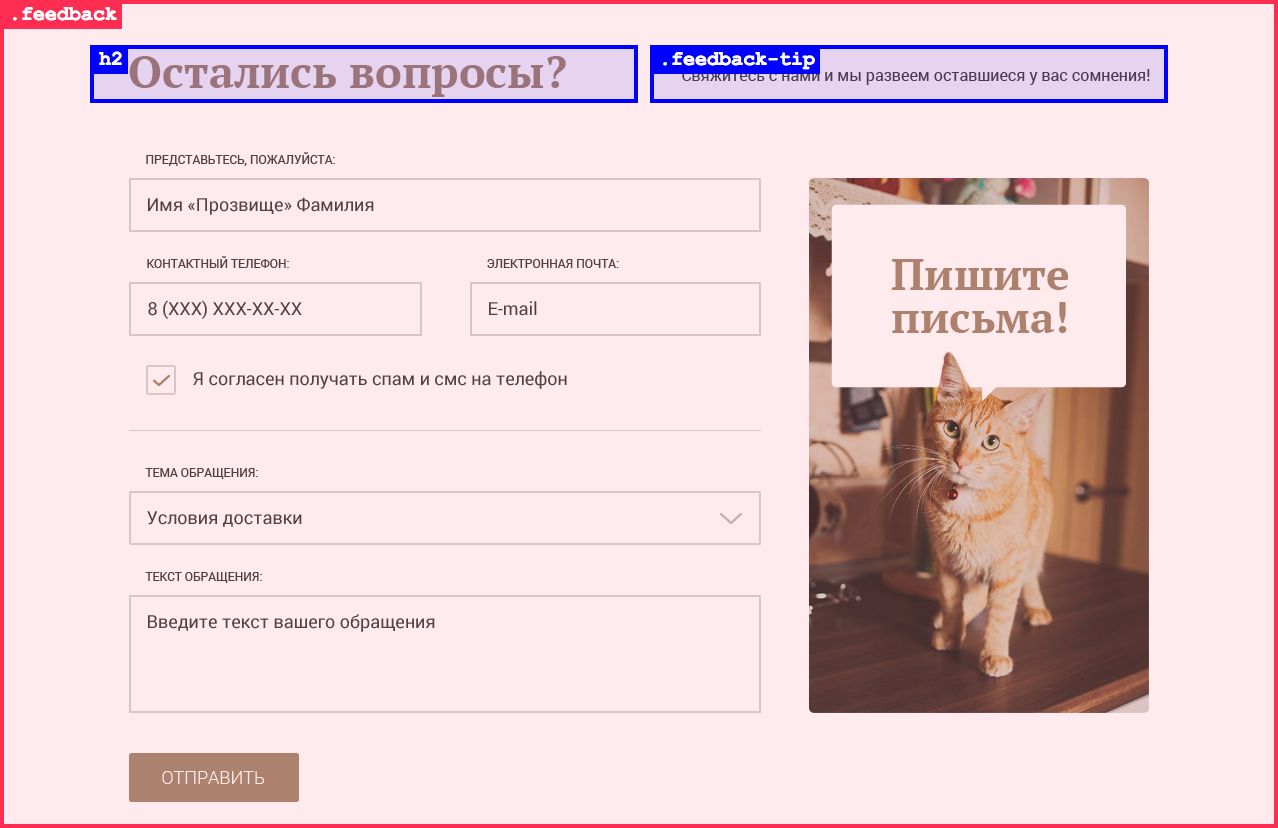 .feedback
h2
Остались вопросы?
.feedback-tip
Свяжитесь с нами и мы развеем оставшиеся у вас сомнения!
ПРЕДСТАВЬТЕСЬ, ПОЖАЛУЙСТА:
Имя «Прозвище» Фамилия
КОНТАКТНЫЙ ТЕЛЕФОН:
ЭЛЕКТРОННАЯ ПОЧТА:
8 (XXX) XXX-XX-XX
E-mail
Я согласен получать спам и смс на телефон
ТЕМА ОБРАЩЕНИЯ:
Условия доставки
ТЕКСТ ОБРАЩЕНИЯ:
Введите текст вашего обращения
ОТПРАВИТЬ
Пишите
письма!